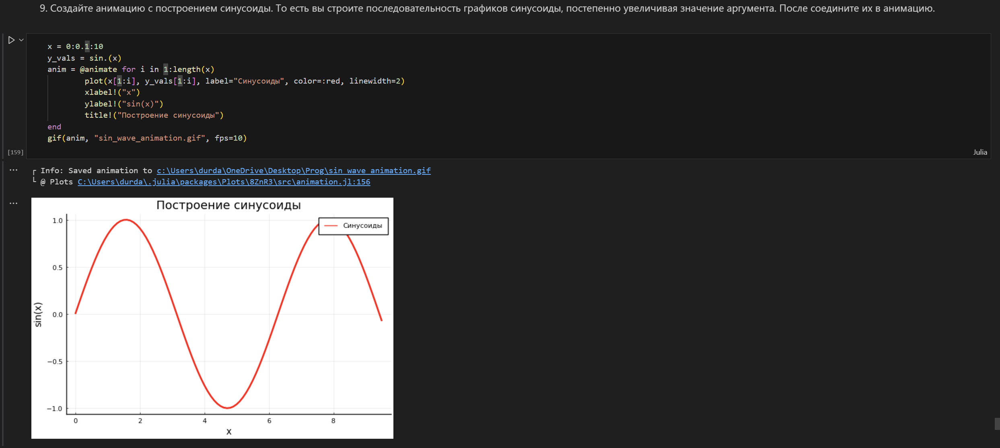 9. Создайте анимацию с построением синусоиды. То есть вы строите последовательность графиков синусоиды, постепенно увеличивая значение аргумента. После соедините их в анимацию.
x = 0:0.1:10
y_vals = sin.(x)
anim = @animate for i in 1:length(x)
plot(x[1:i], y_vals[1:i], label="Синусоиды", color=:red, linewidth=2)
xlabel!("x")
ylabel!("sin(x)")
title!("Построение синусоиды")
end
gif(anim, "sin_wave_animation.gif", fps=10)
[159]
Julia
┌ Info: Saved animation to c:\Users\durda\OneDrive\Desktop\Prog\sin_wave_animation.gif
└ @ Plots C:\Users\durda\.julia\packages\Plots\8ZnR3\src\animation.jl:156
Построение синусоиды
Синусоиды
1.0
0.5
0.0
−0.5
−1.0
sin(x)
0 2 4 6 8
x